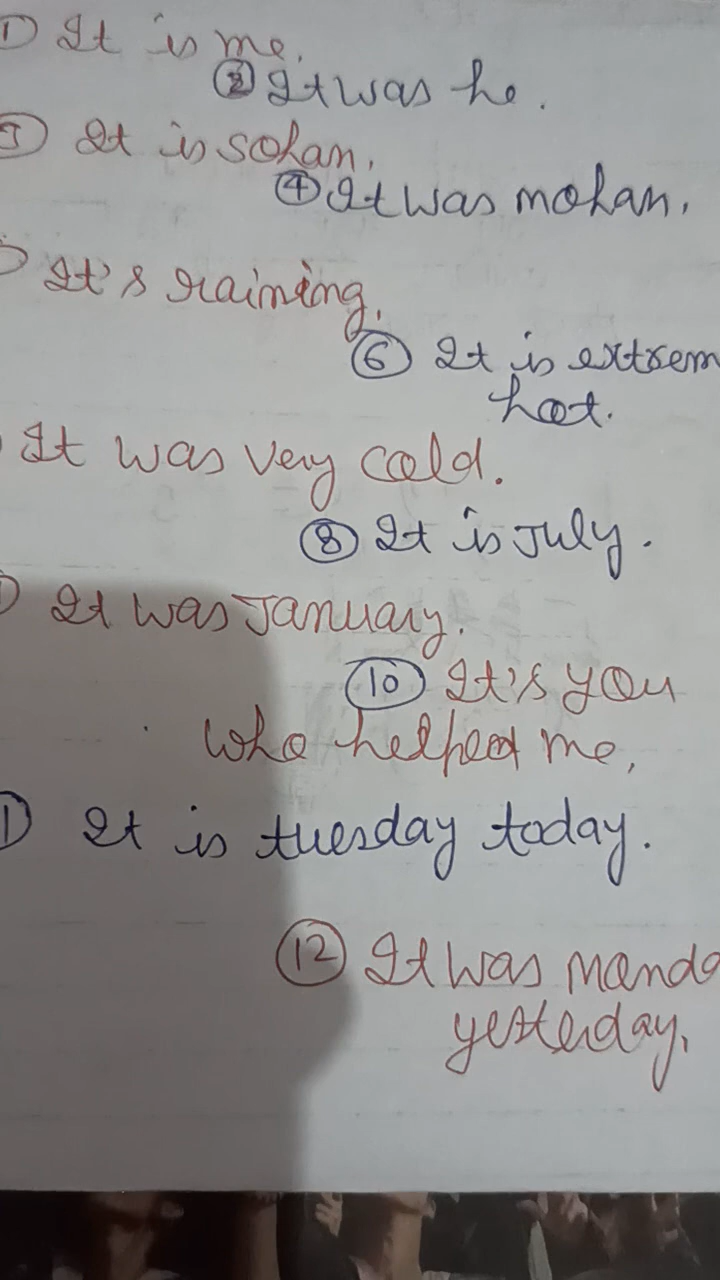 ① It is me.
② It was he.
③ It is sohan.
④ It was mohan.
It's raining.
⑥ It is extrem
hot.
It was very cold.
⑧ It is July.
It was January.
⑩ It's you
who helped me.
① It is tuesday today.
⑫ It was monda
yesterday.